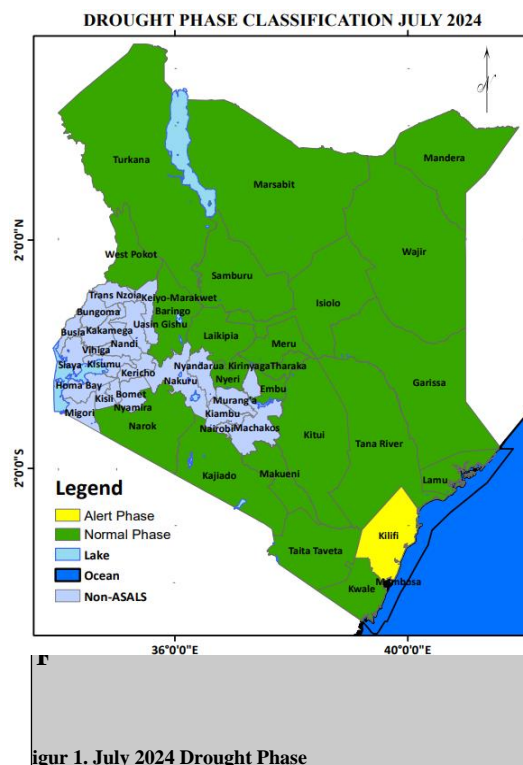 DROUGHT PHASE CLASSIFICATION JULY 2024
N
Turkana
Marsabit
Mandera
2°0'0"N
Wajir
West Pokot
Samburu
Isiolo
Trans Nzoia
Keiyo-Marakwet
Bungoma
Baringo
Uasin Gishu
Busia
Kakamega
Laikipia
Meru
Vihiga
Nandi
Siaya
Kisumu
Nyandarua
Kirinyaga
Tharaka
Kericho
Nakuru
Nyeri
Garissa
Homa Bay
Embu
Bomet
Kisii
Murang'a
Migori
Nyamira
Kiambu
Narok
Nairobi
Machakos
Kitui
Tana River
2°0'0"S
Kajiado
Makueni
Lamu
Legend
Alert Phase
Normal Phase
Lake
Ocean
Non-ASALS
Kilifi
Taita Taveta
Mombasa
Kwale
36°0'0"E
40°0'0"E
F
igur 1. July 2024 Drought Phase